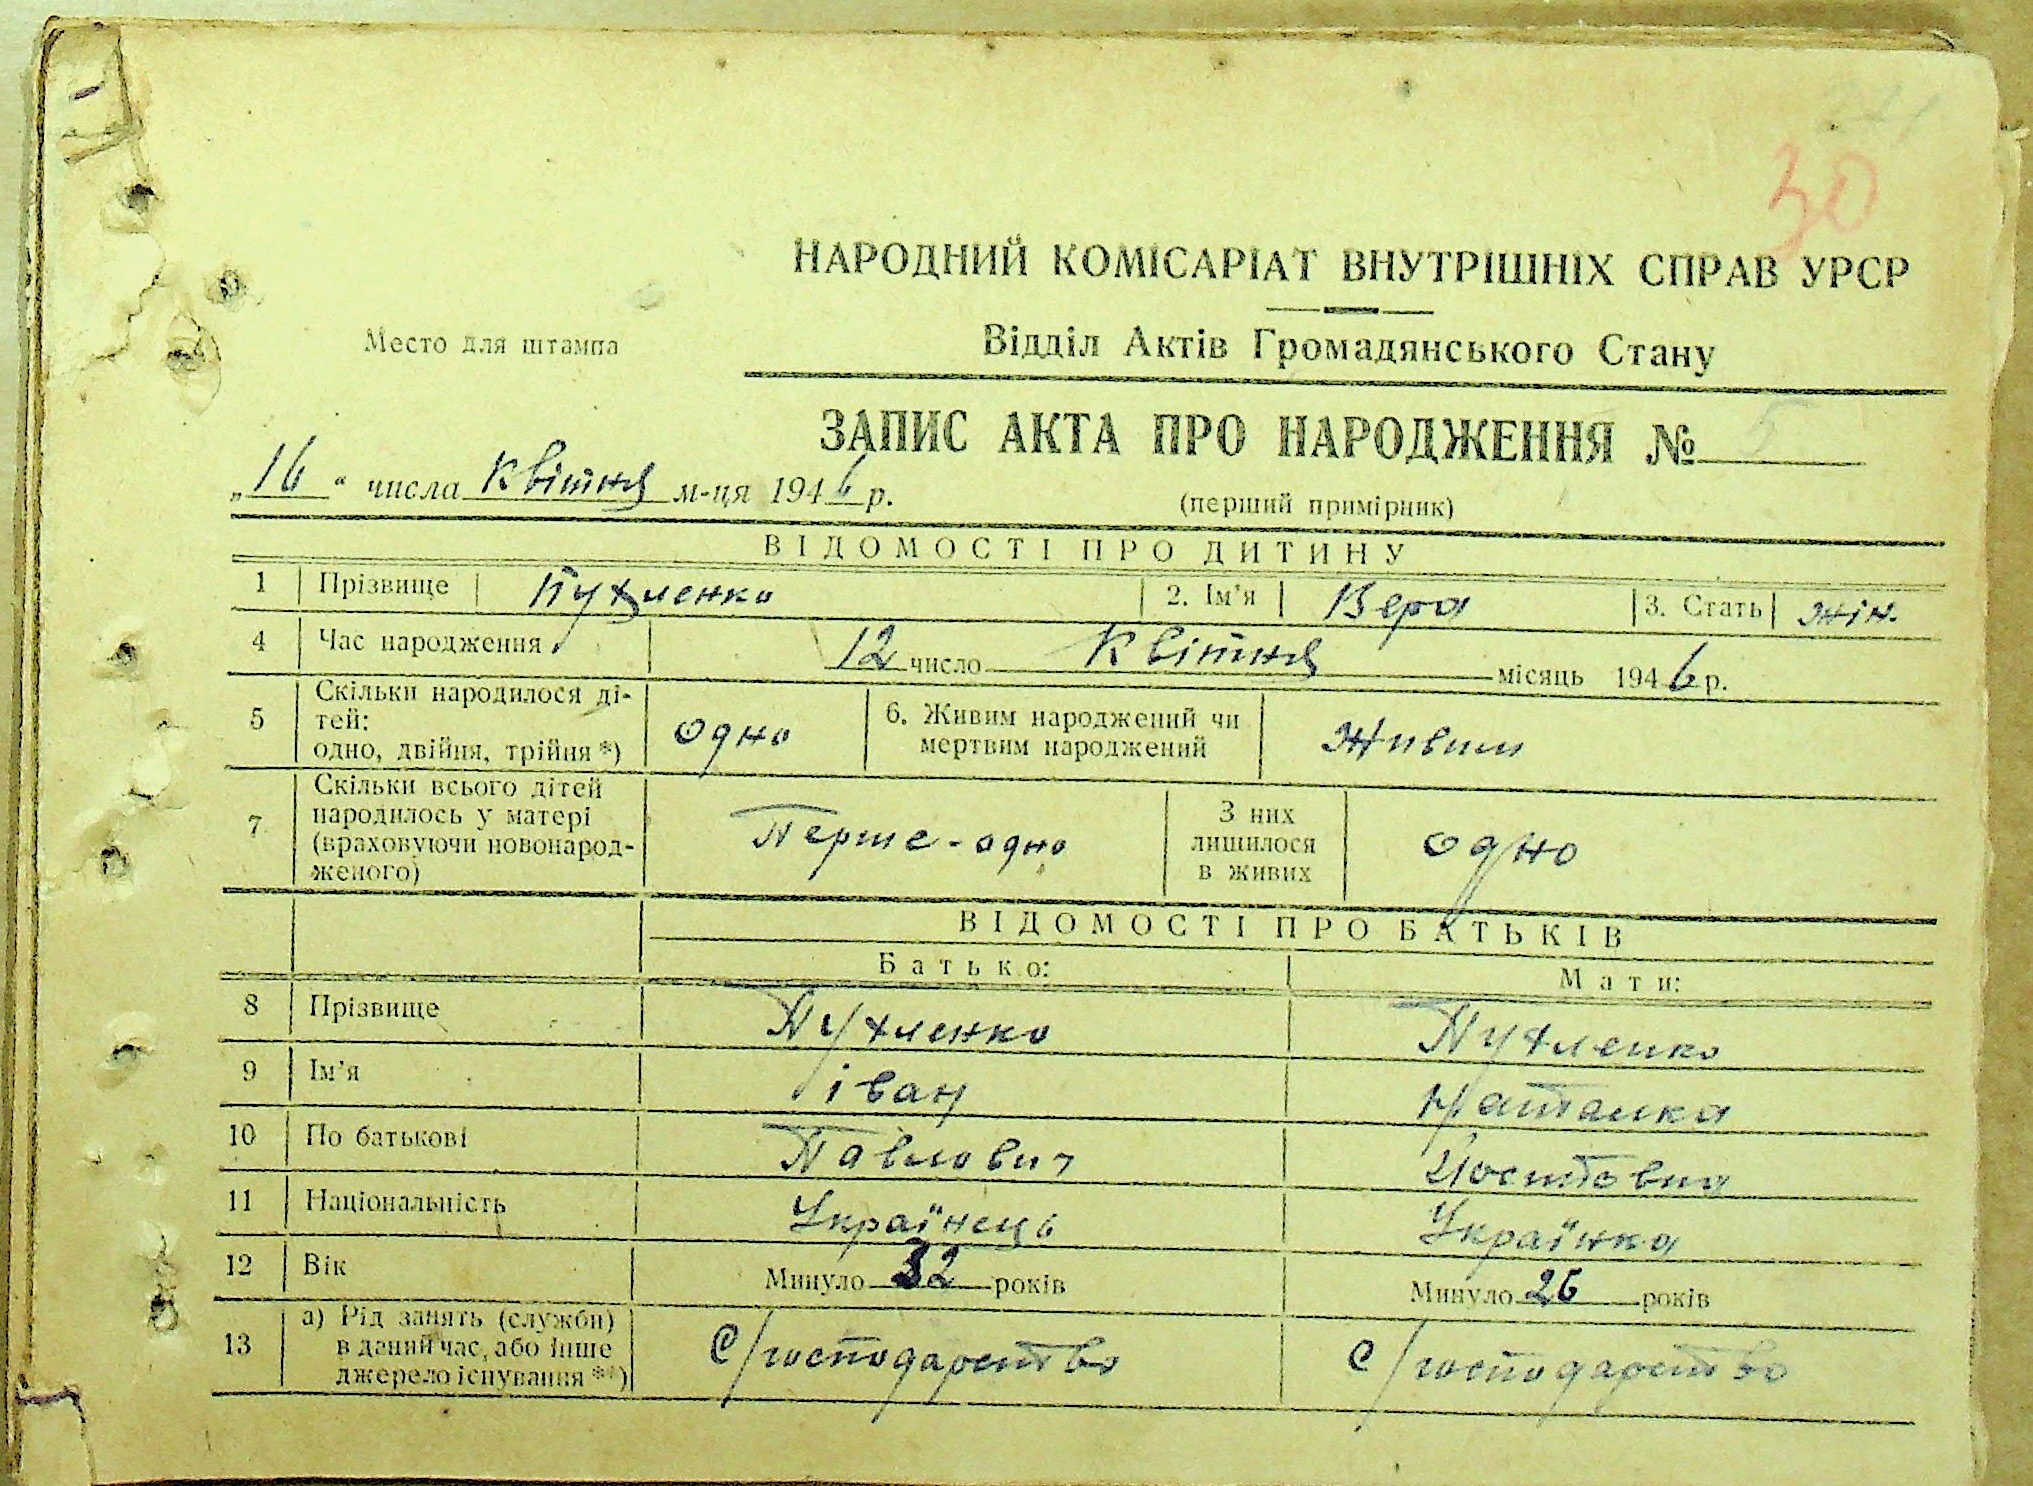 30
НАРОДНИЙ КОМІСАРІАТ ВНУТРІШНІХ СПРАВ УРСР
Место для штампа
Відділ Актів Громадянського Стану
ЗАПИС АКТА ПРО НАРОДЖЕННЯ № 5
„16“ числа Квітня м-ця 1946 р.
(перший примірник)
ВІДОМОСТІ ПРО ДИТИНУ
1 Прізвище Пухленко 2. Ім'я Вера 3. Стать жін.
4 Час народження 12 число Квітня місяць 1946 р.
5 Скільки народилося ді-
тей:
одно, двійня, трійня *) одно 6. Живим народжений чи
мертвим народжений Живим
7 Скільки всього дітей
народилось у матері
(враховуючи новонарод-
женого) Перше - одно З них
лишилося
в живих одно
ВІДОМОСТІ ПРО БАТЬКІВ
Батько: Мати:
8 Прізвище Пухленко Пухленко
9 Ім'я іван Наталка
10 По батькові Павлович
11 Національність Українець Українка
12 Вік Минуло 32 років Минуло 26 років
13 а) Рід занять (служби)
в даний час, або інше
джерело існування **) С/господарство с/господарство